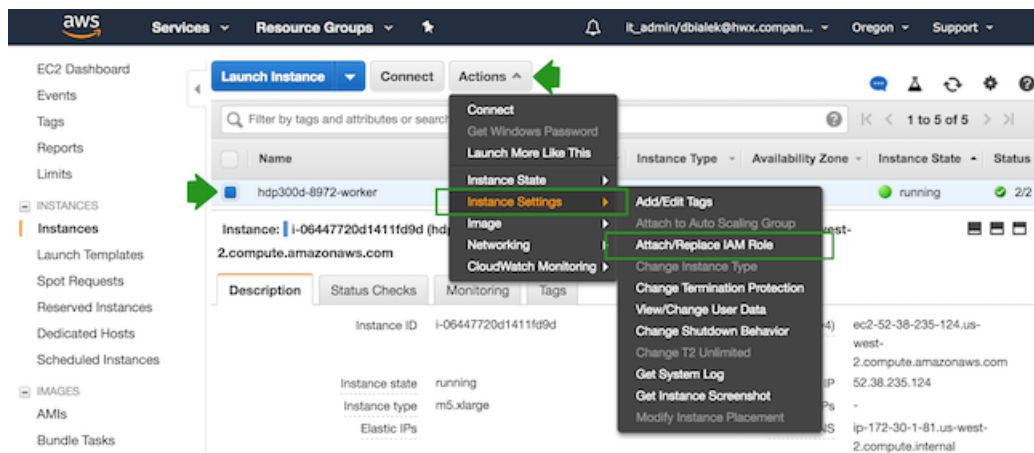 aws
Services
Resource Groups
it_admin/dbialek@hwx.compan...
Oregon
Support
EC2 Dashboard
Events
Tags
Reports
Limits
INSTANCES
Instances
Launch Templates
Spot Requests
Reserved Instances
Dedicated Hosts
Scheduled Instances
IMAGES
AMIs
Bundle Tasks
Launch Instance
Connect
Actions
Filter by tags and attributes or search
1 to 5 of 5
Name
Instance Type
Availability Zone
Instance State
Status
hdp300d-8972-worker
running
2/2
Connect
Get Windows Password
Launch More Like This
Instance State
Instance Settings
Image
Networking
CloudWatch Monitoring
Add/Edit Tags
Attach to Auto Scaling Group
Attach/Replace IAM Role
Change Instance Type
Change Termination Protection
View/Change User Data
Change Shutdown Behavior
Change T2 Unlimited
Get System Log
Get Instance Screenshot
Modify Instance Placement
Instance: i-06447720d1411fd9d (hdp
west-
2.compute.amazonaws.com
Description
Status Checks
Monitoring
Tags
Instance ID i-06447720d1411fd9d
4) ec2-52-38-235-124.us-
west-
2.compute.amazonaws.com
Instance state running
IP 52.38.235.124
Instance type m5.xlarge
Ps -
Elastic IPs
NS ip-172-30-1-81.us-west-
2.compute.internal